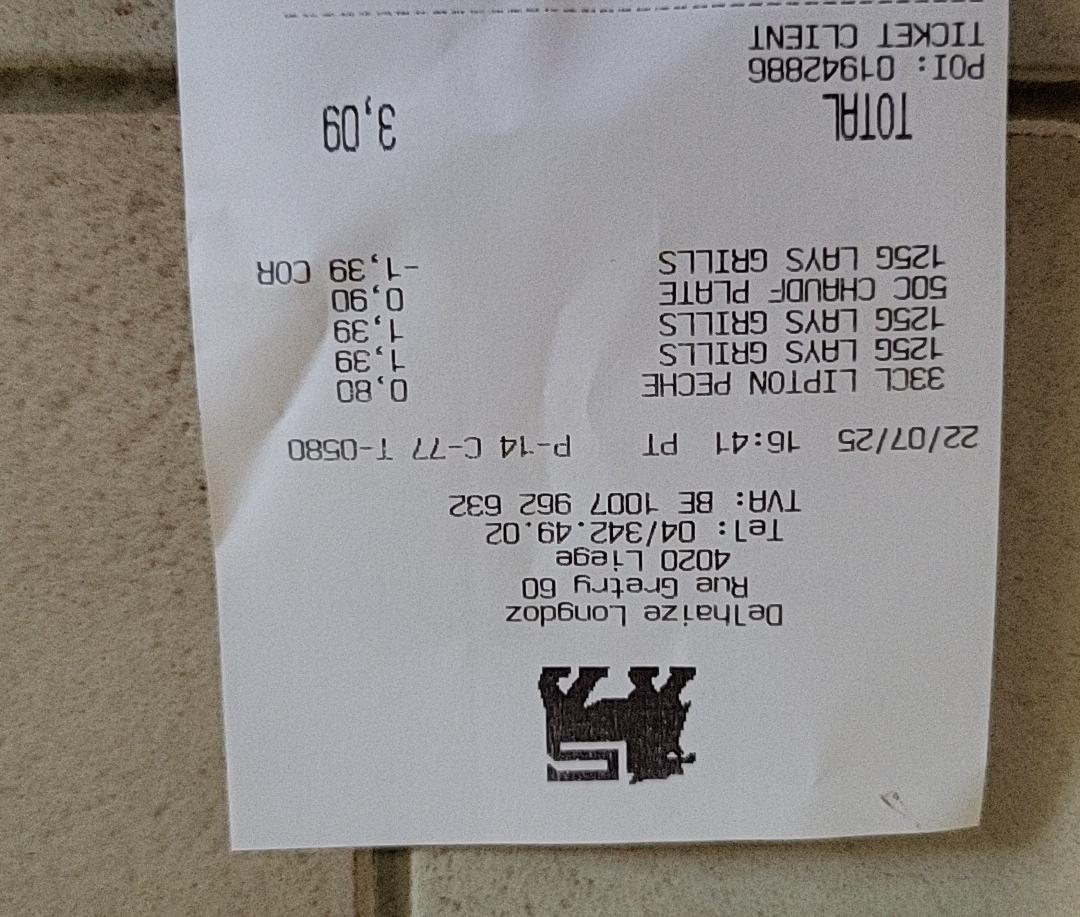 Delhaize Longdoz
Rue Gretry 60
4020 Liege
Tel: 04/342.49.02
TVA: BE 1007 962 632
22/07/25 16:41 PT P-14 C-77 T-0580
33CL LIPTON PECHE 0,80
125G LAYS GRILLS 1,39
125G LAYS GRILLS 1,39
50C CHAUDF PLATE 0,90
125G LAYS GRILLS -1,39 COR
TOTAL 3,09
POI: 01942886
TICKET CLIENT